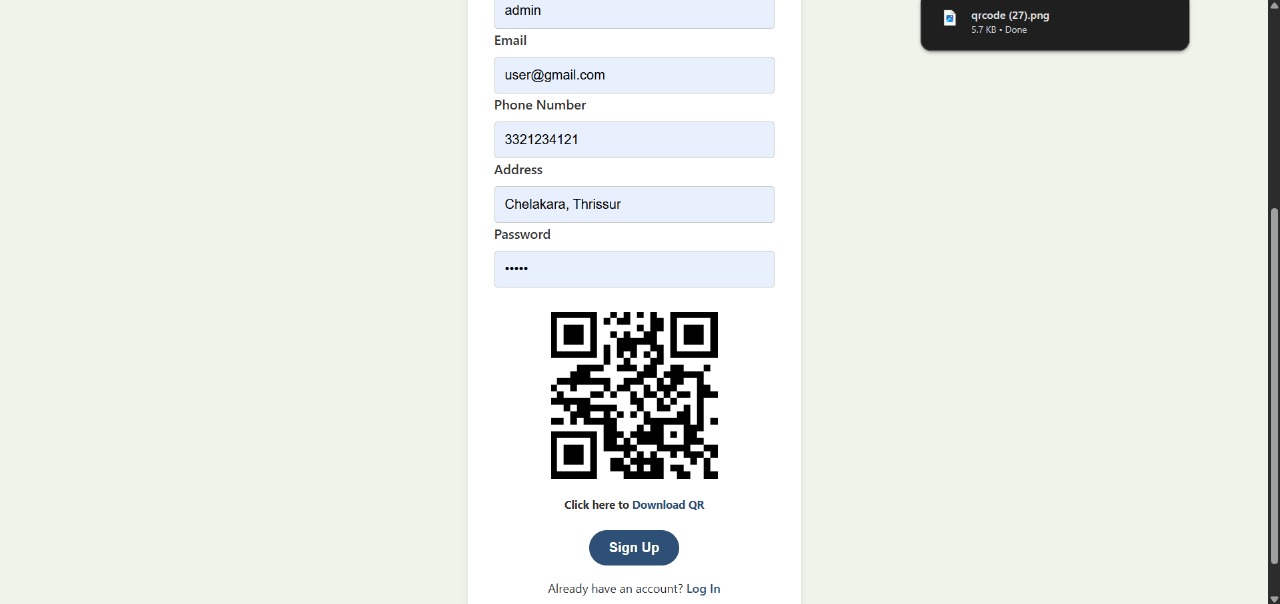 admin
qrcode (27).png
5.7 KB • Done
Email
user@gmail.com
Phone Number
3321234121
Address
Chelakara, Thrissur
Password
•••••
Click here to Download QR
Sign Up
Already have an account? Log In